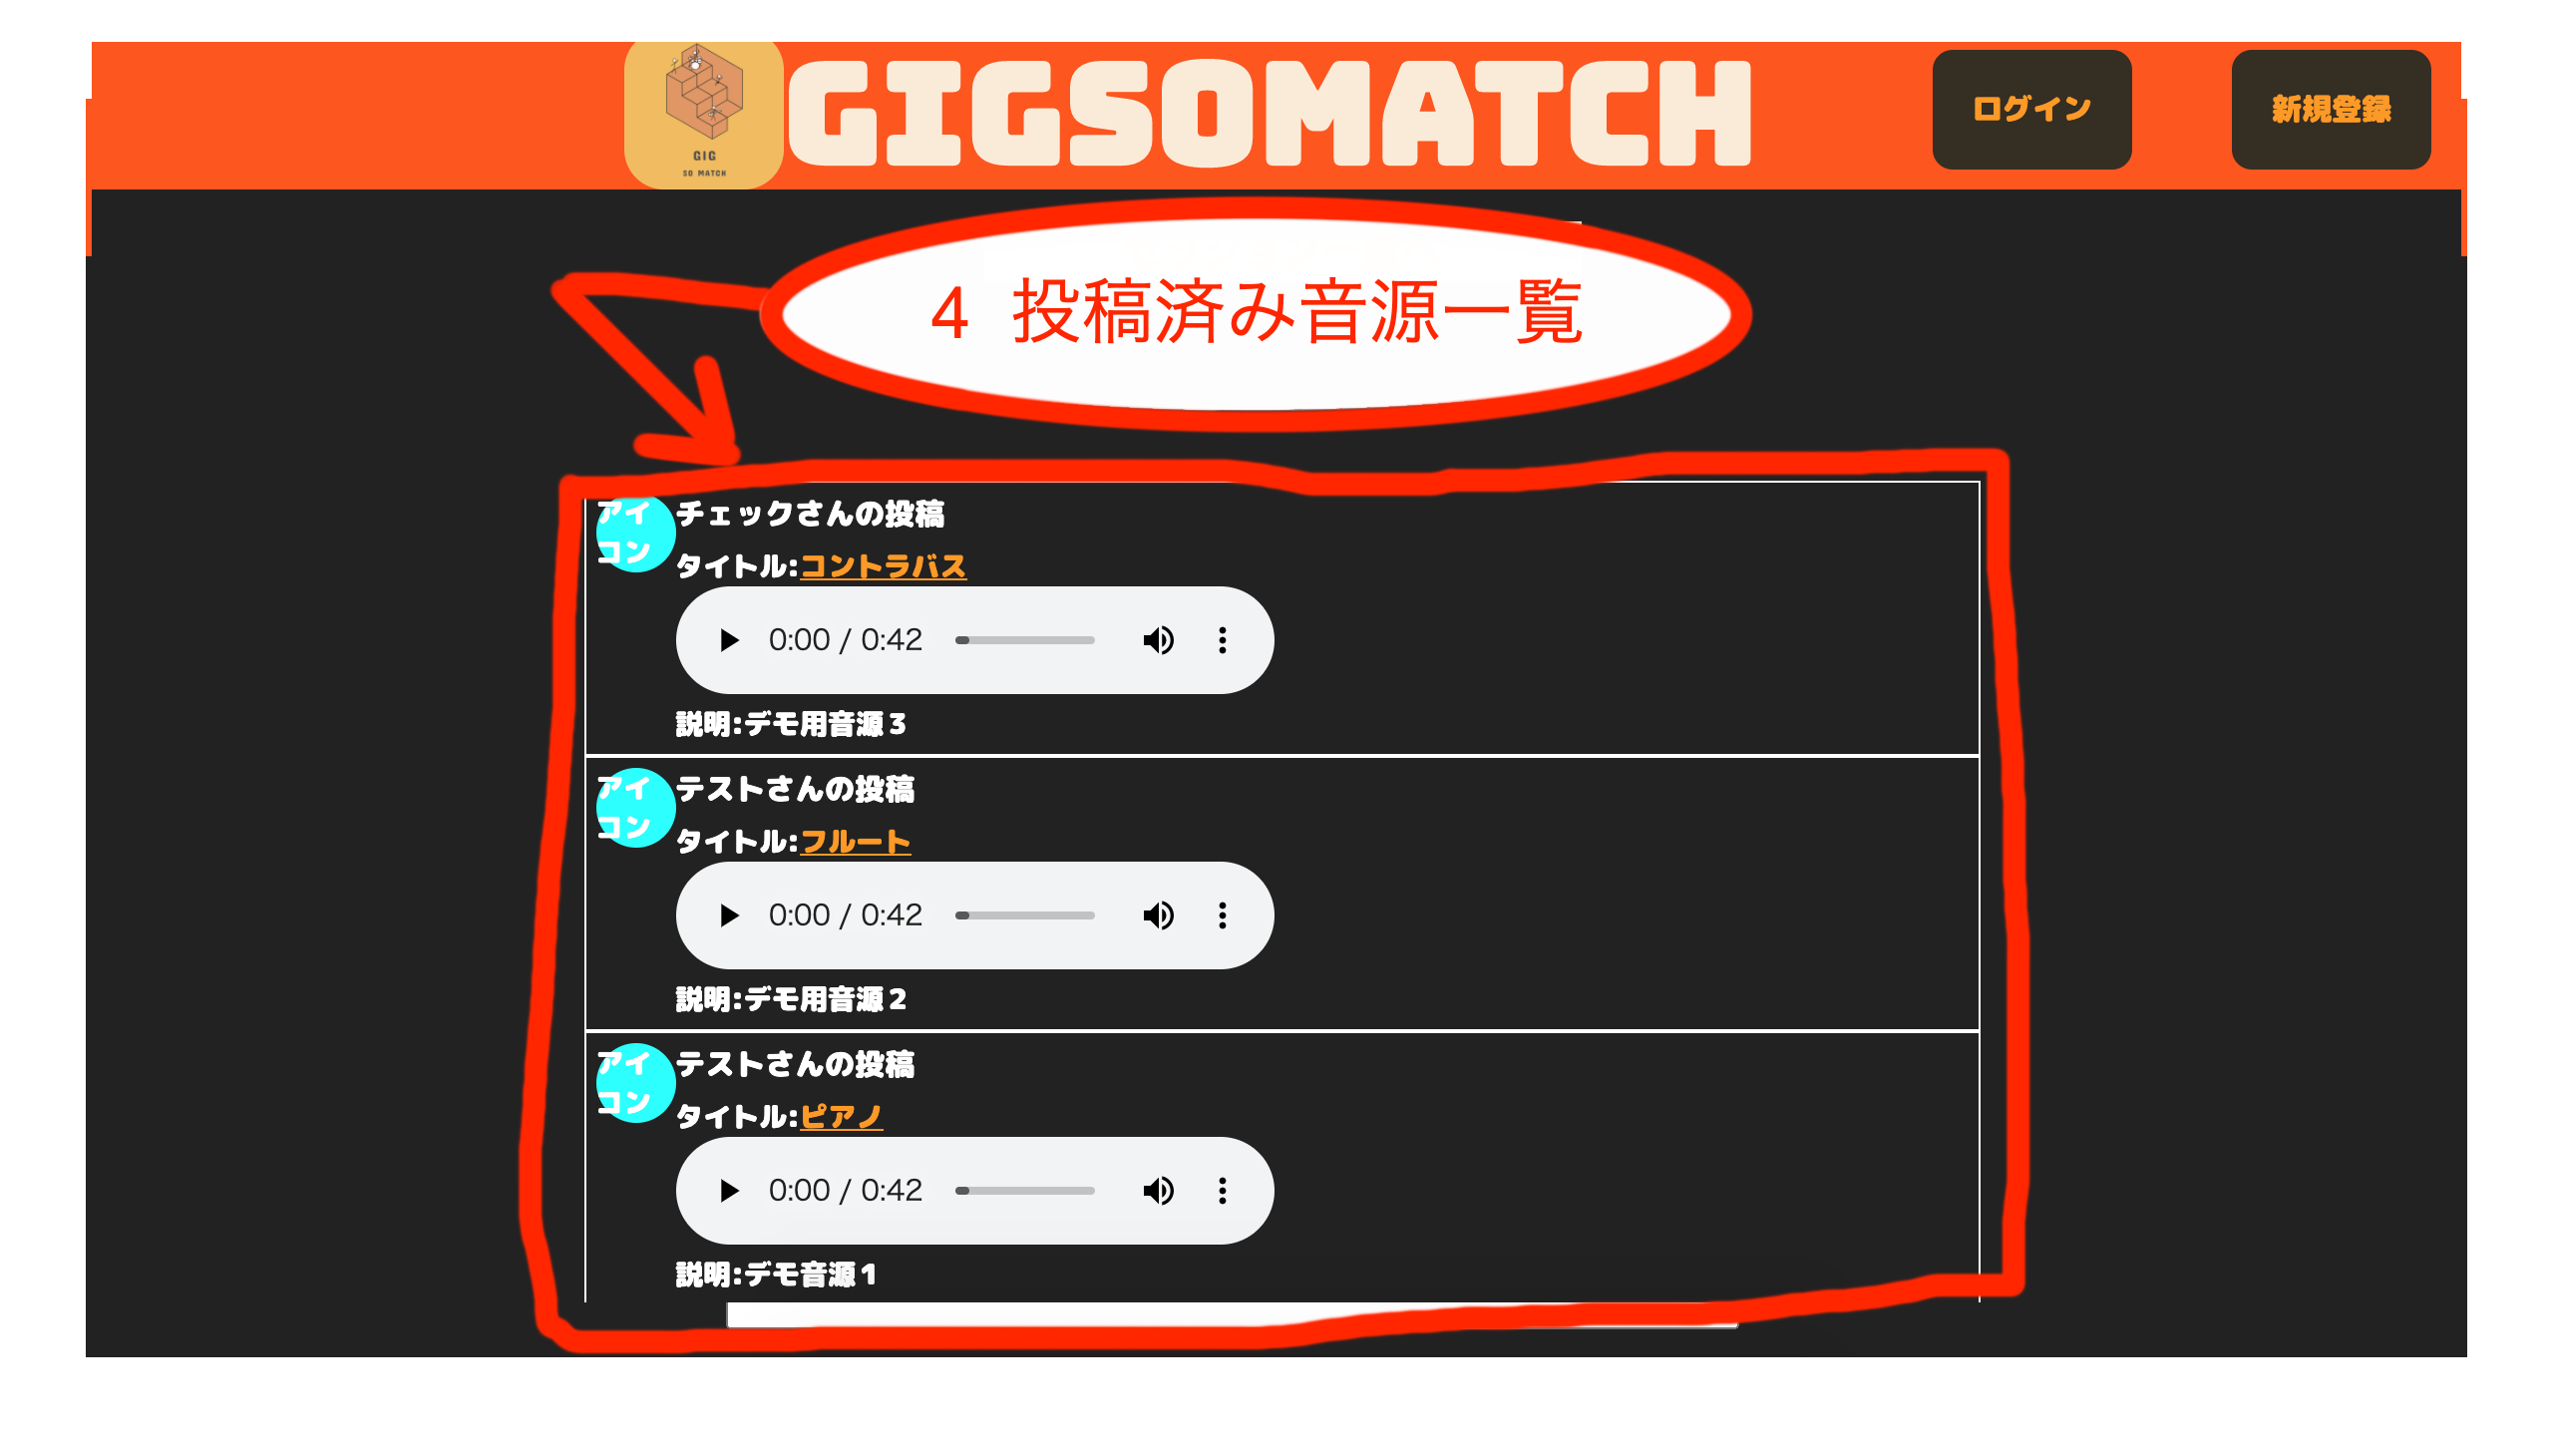 GIG
SO MATCH
GIGSOMATCH
ログイン
新規登録
4 投稿済み音源一覧
アイ
コン
チェックさんの投稿
タイトル:コントラバス
0:00 / 0:42
説明:デモ用音源3
アイ
コン
テストさんの投稿
タイトル:フルート
0:00 / 0:42
説明:デモ用音源2
アイ
コン
テストさんの投稿
タイトル:ピアノ
0:00 / 0:42
説明:デモ音源1